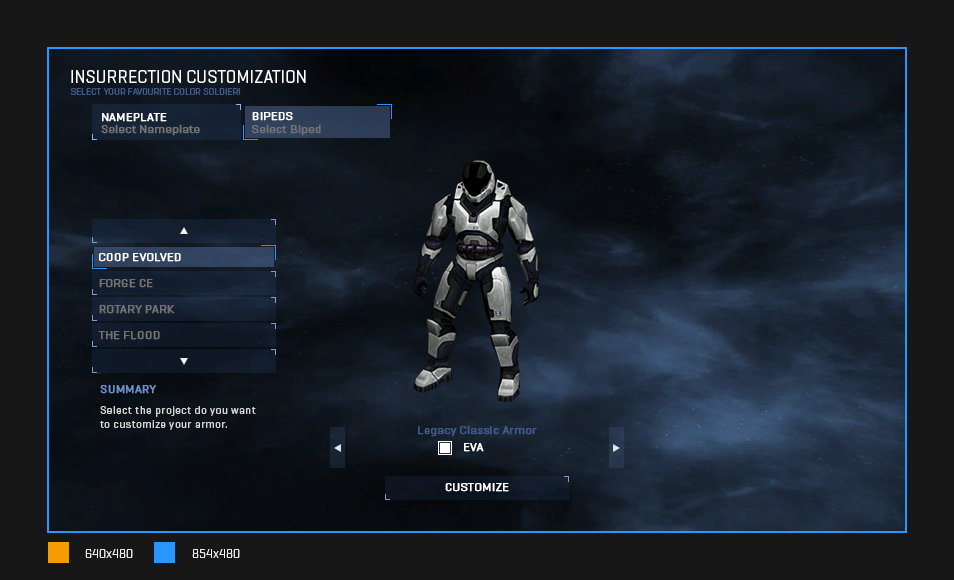 INSURRECTION CUSTOMIZATION
SELECT YOUR FAVOURITE COLOR SOLDIER!
NAMEPLATE
Select Nameplate
BIPEDS
Select Biped
COOP EVOLVED
FORGE CE
ROTARY PARK
THE FLOOD
SUMMARY
Select the project do you want
to customize your armor.
Legacy Classic Armor
EVA
CUSTOMIZE
640x480
854x480